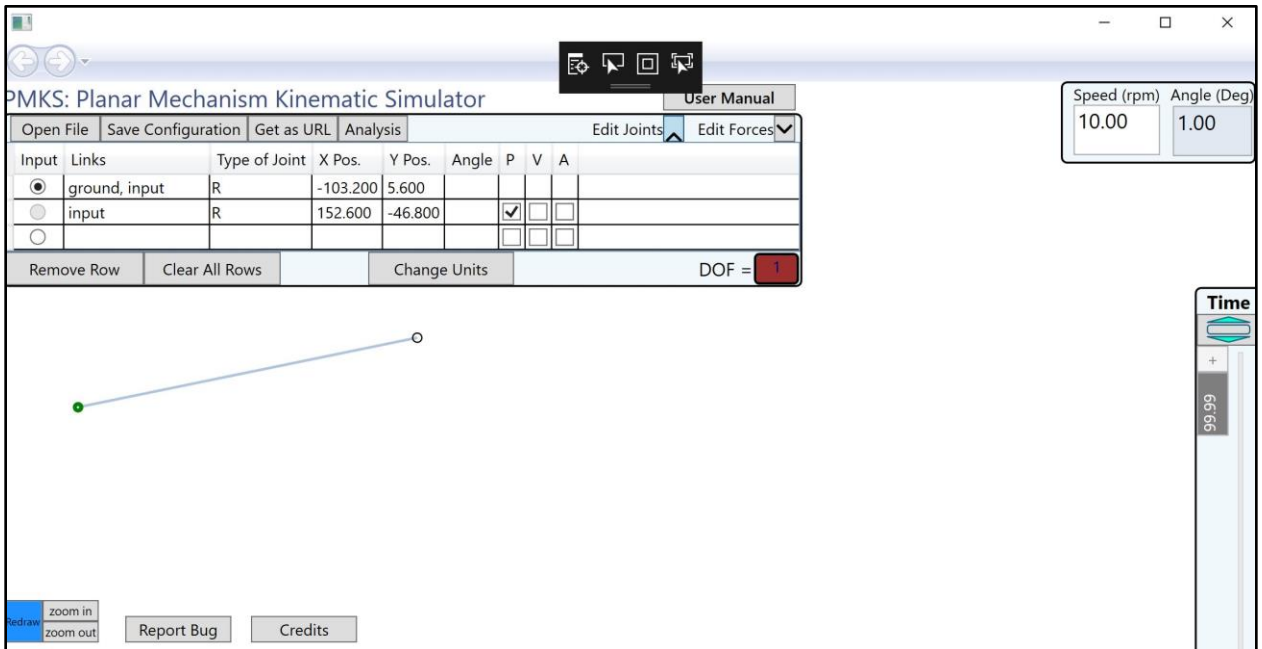 PMKS: Planar Mechanism Kinematic Simulator
User Manual
Speed (rpm) Angle (Deg)
10.00 1.00
Open File Save Configuration Get as URL Analysis Edit Joints Edit Forces
Input Links Type of Joint X Pos. Y Pos. Angle P V A
ground, input R -103.200 5.600
input R 152.600 -46.800
Remove Row Clear All Rows Change Units DOF = 1
Time
+
99.99
Redraw zoom in
zoom out
Report Bug Credits